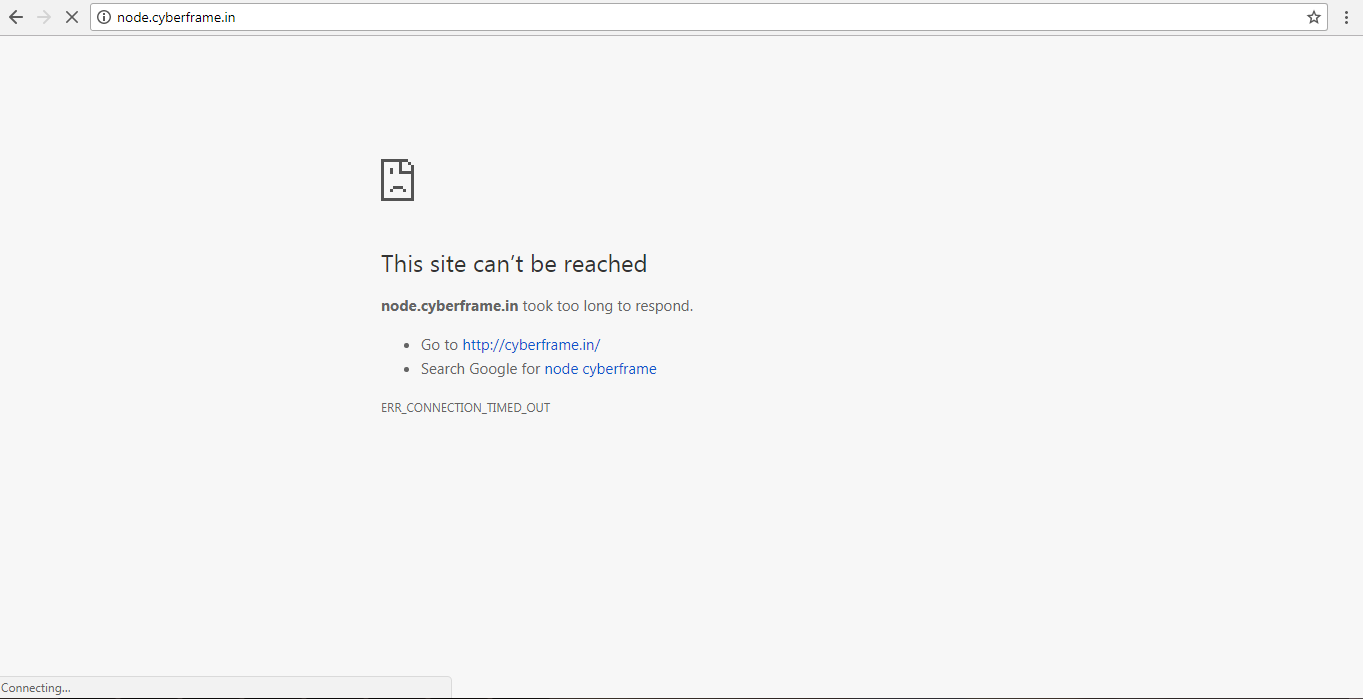 node.cyberframe.in
This site can’t be reached
node.cyberframe.in took too long to respond.
Go to http://cyberframe.in/
Search Google for node cyberframe
ERR_CONNECTION_TIMED_OUT
Connecting...